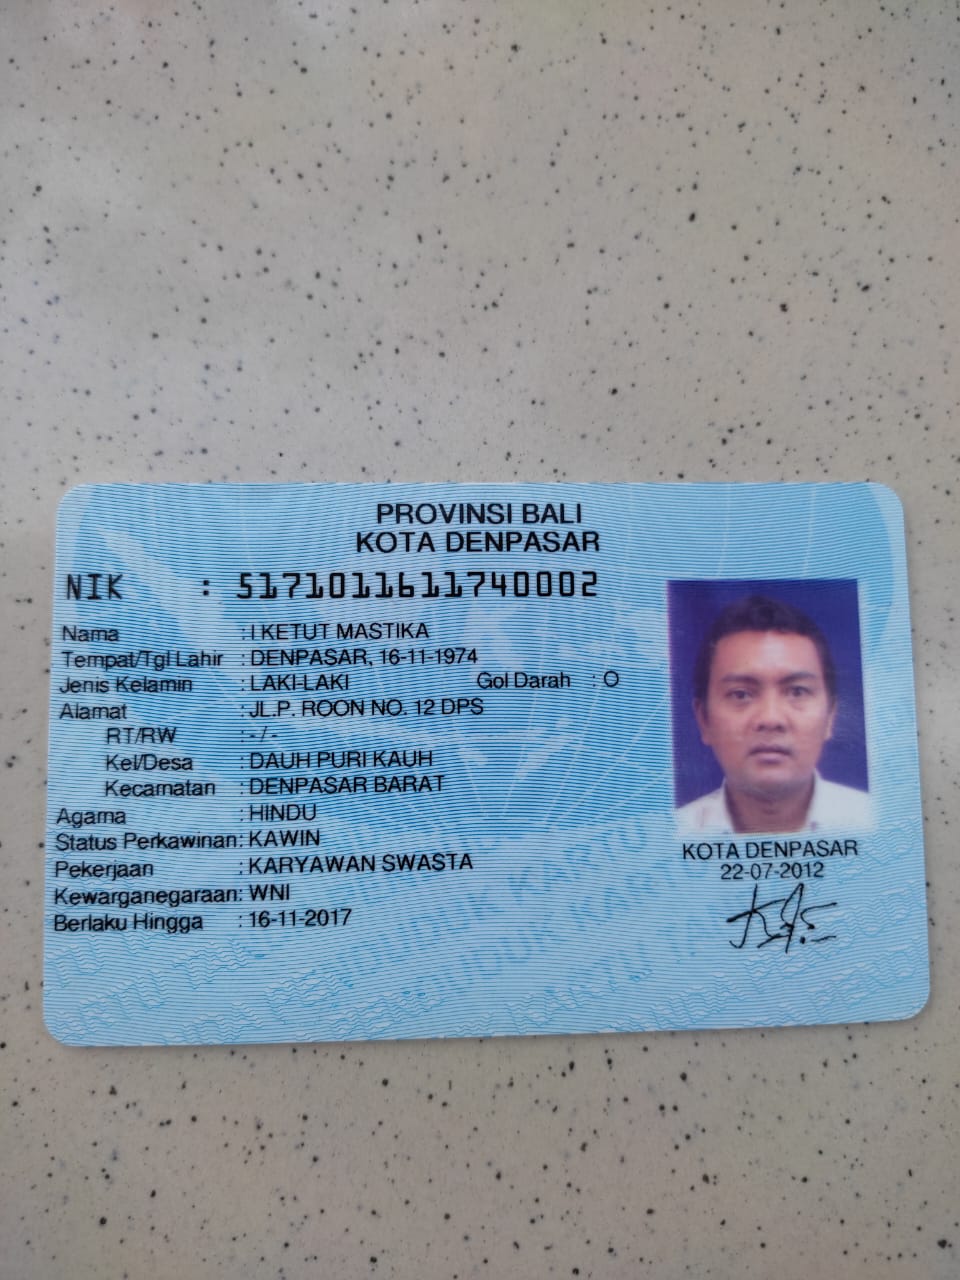 PROVINSI BALI
KOTA DENPASAR
NIK : 5171011611740002
Nama : I KETUT MASTIKA
Tempat/Tgl Lahir : DENPASAR, 16-11-1974
Jenis Kelamin : LAKI-LAKI Gol Darah : O
Alamat : JL.P. ROON NO. 12 DPS
RT/RW : - / -
Kel/Desa : DAUH PURI KAUH
Kecamatan : DENPASAR BARAT
Agama : HINDU
Status Perkawinan: KAWIN
Pekerjaan : KARYAWAN SWASTA
Kewarganegaraan: WNI
Berlaku Hingga : 16-11-2017
KOTA DENPASAR
22-07-2012